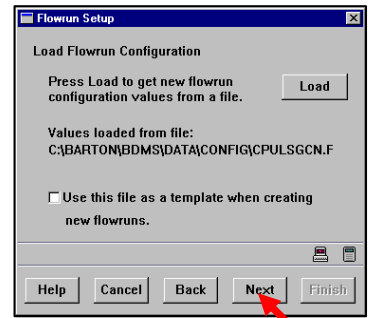 Flowrun Setup
Load Flowrun Configuration
Press Load to get new flowrun
configuration values from a file.
Load
Values loaded from file:
C:\BARTON\BDMS\DATA\CONFIG\CPULSGCN.F
Use this file as a template when creating
new flowruns.
Help
Cancel
Back
Next
Finish